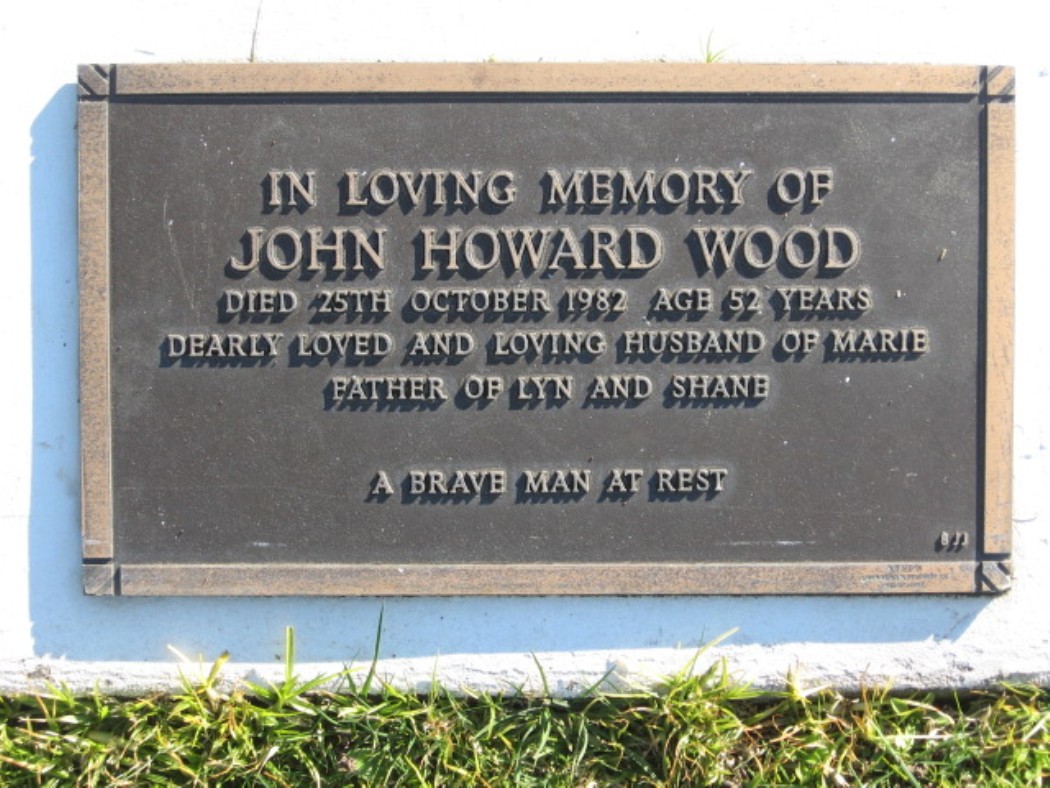 IN LOVING MEMORY OF
JOHN HOWARD WOOD
DIED 25TH OCTOBER 1982 AGE 52 YEARS
DEARLY LOVED AND LOVING HUSBAND OF MARIE
FATHER OF LYN AND SHANE
A BRAVE MAN AT REST